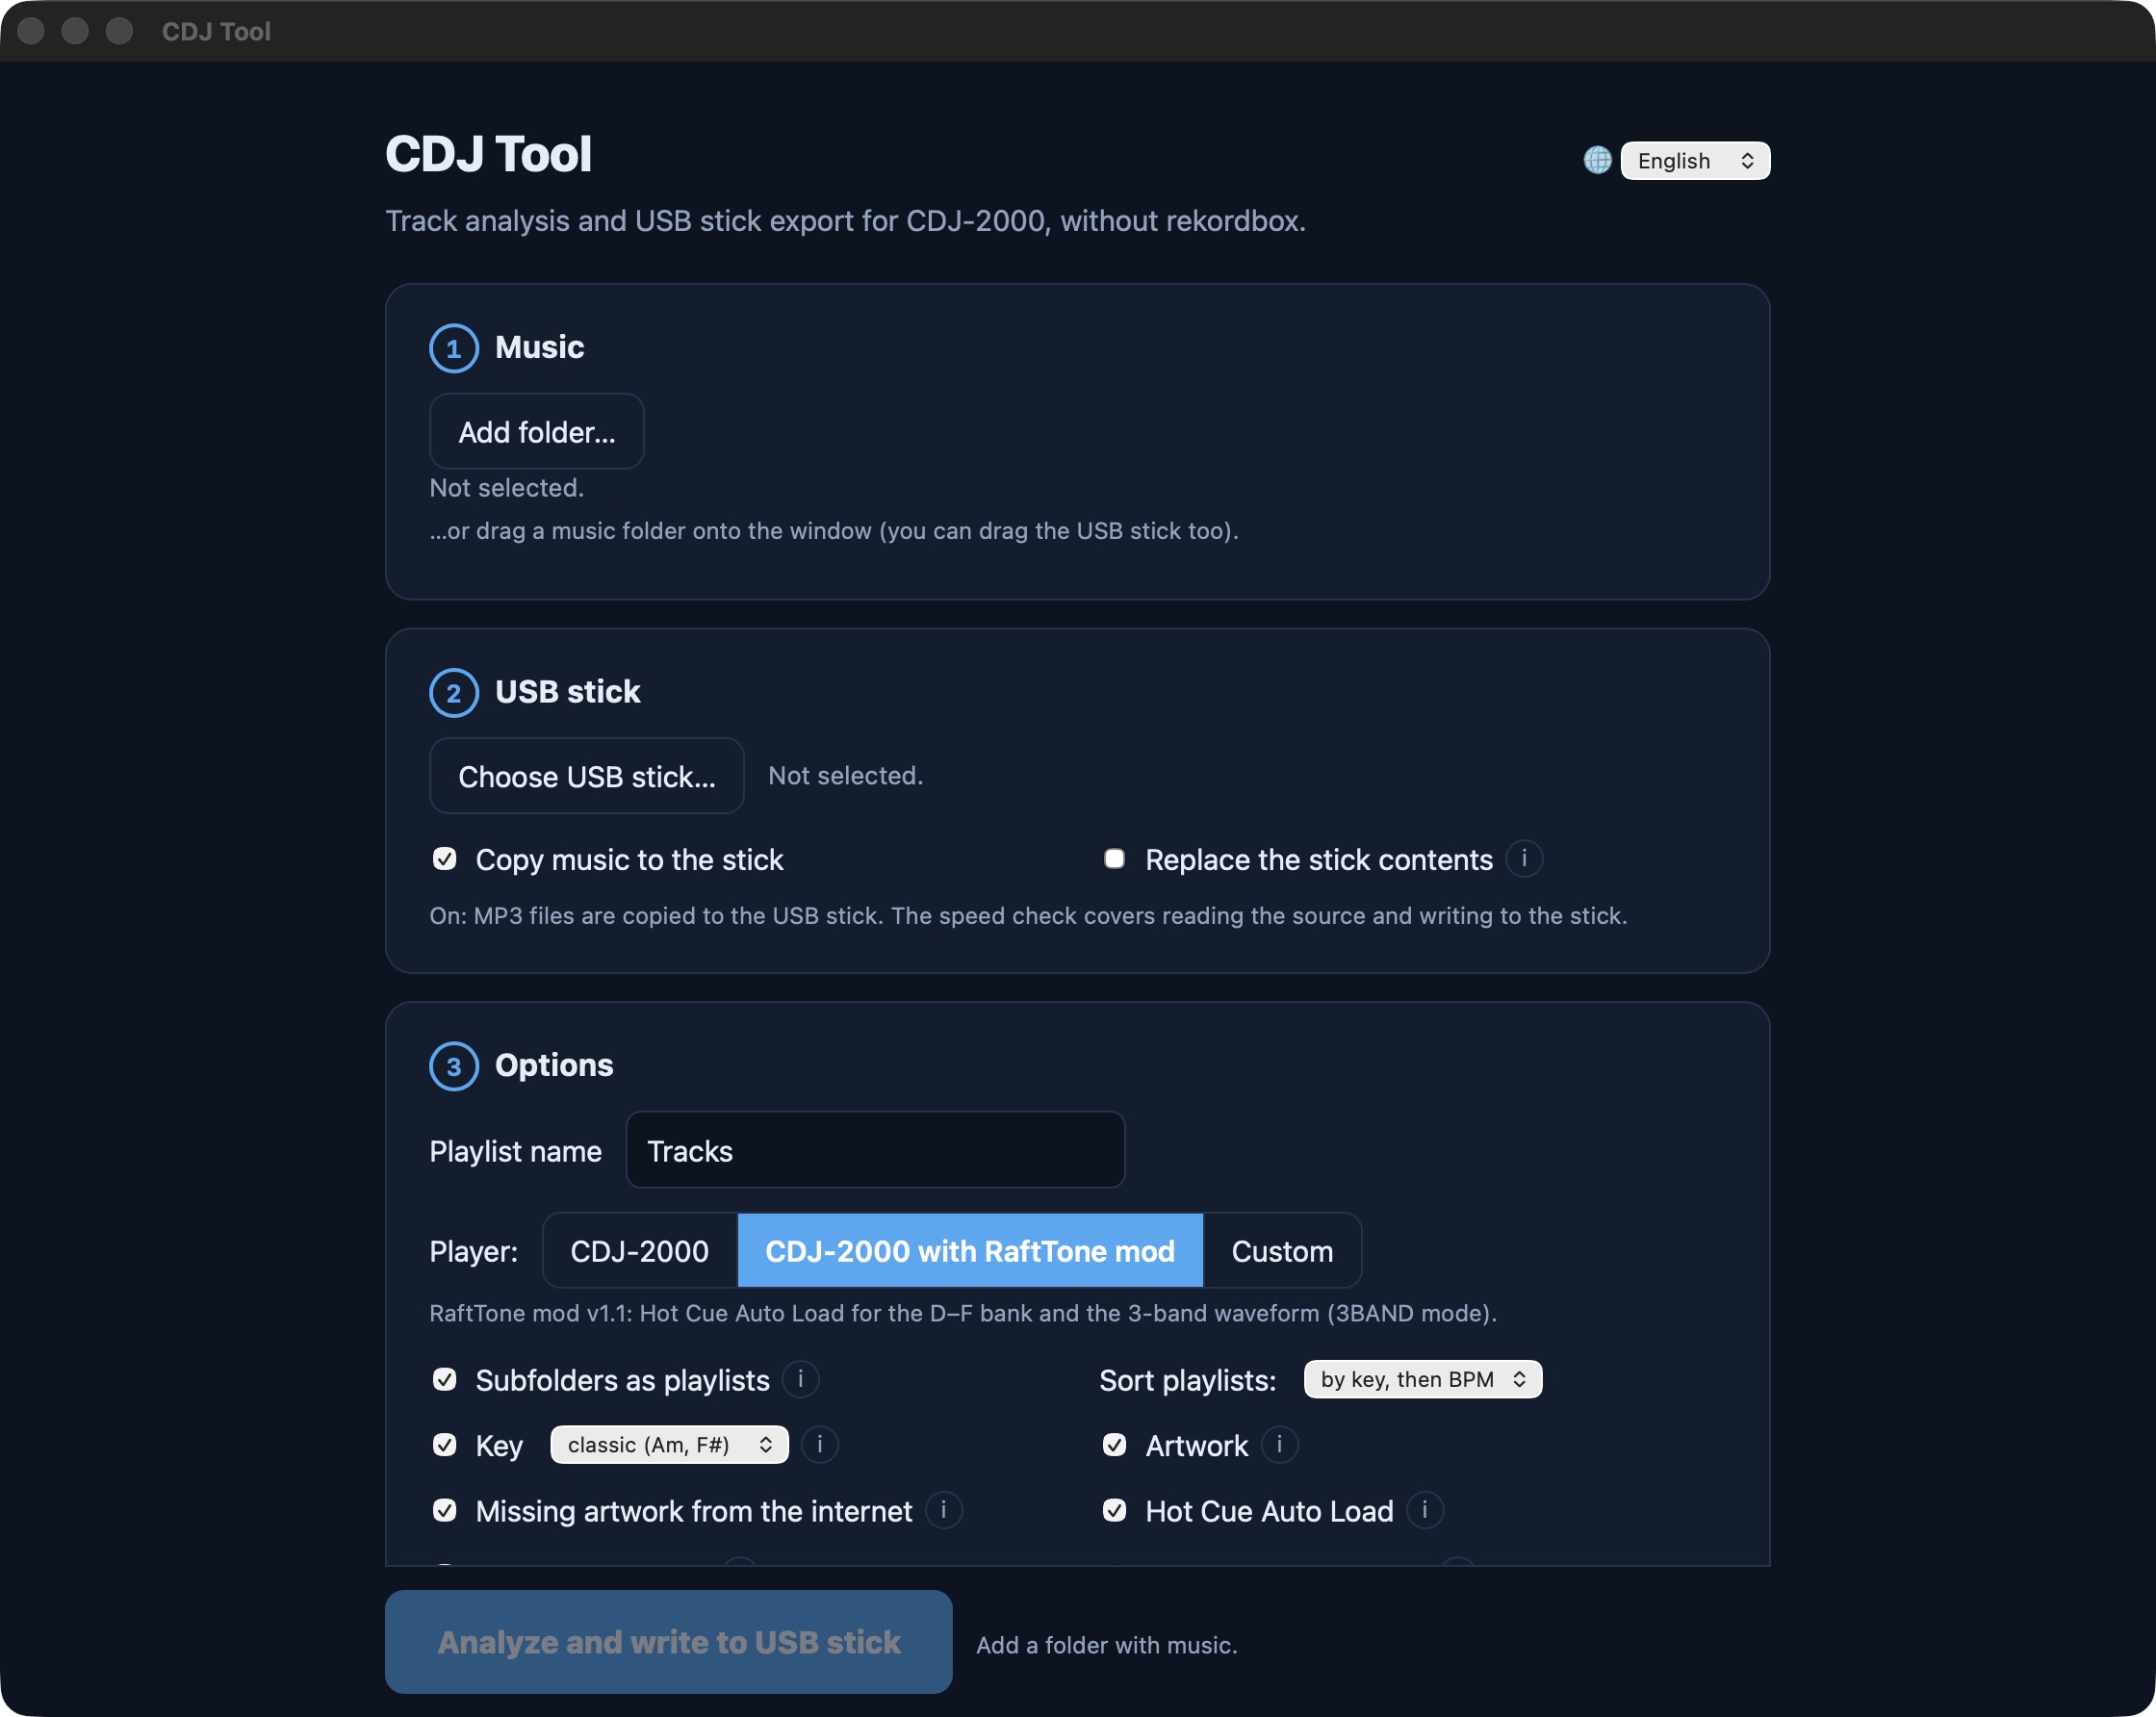 CDJ Tool
CDJ Tool
English
Track analysis and USB stick export for CDJ-2000, without rekordbox.
1 Music
Add folder...
Not selected.
...or drag a music folder onto the window (you can drag the USB stick too).
2 USB stick
Choose USB stick... Not selected.
Copy music to the stick Replace the stick contents i
On: MP3 files are copied to the USB stick. The speed check covers reading the source and writing to the stick.
3 Options
Playlist name Tracks
Player: CDJ-2000 CDJ-2000 with RaftTone mod Custom
RaftTone mod v1.1: Hot Cue Auto Load for the D–F bank and the 3-band waveform (3BAND mode).
Subfolders as playlists i Sort playlists: by key, then BPM
Key classic (Am, F#) i Artwork i
Missing artwork from the internet i Hot Cue Auto Load i
Analyze and write to USB stick Add a folder with music.